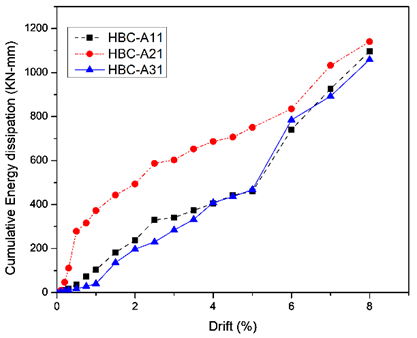 HBC-A11
HBC-A21
HBC-A31
Cumulative Energy dissipation (KN-mm)
1200
1000
800
600
400
200
0
0 2 4 6 8
Drift (%)